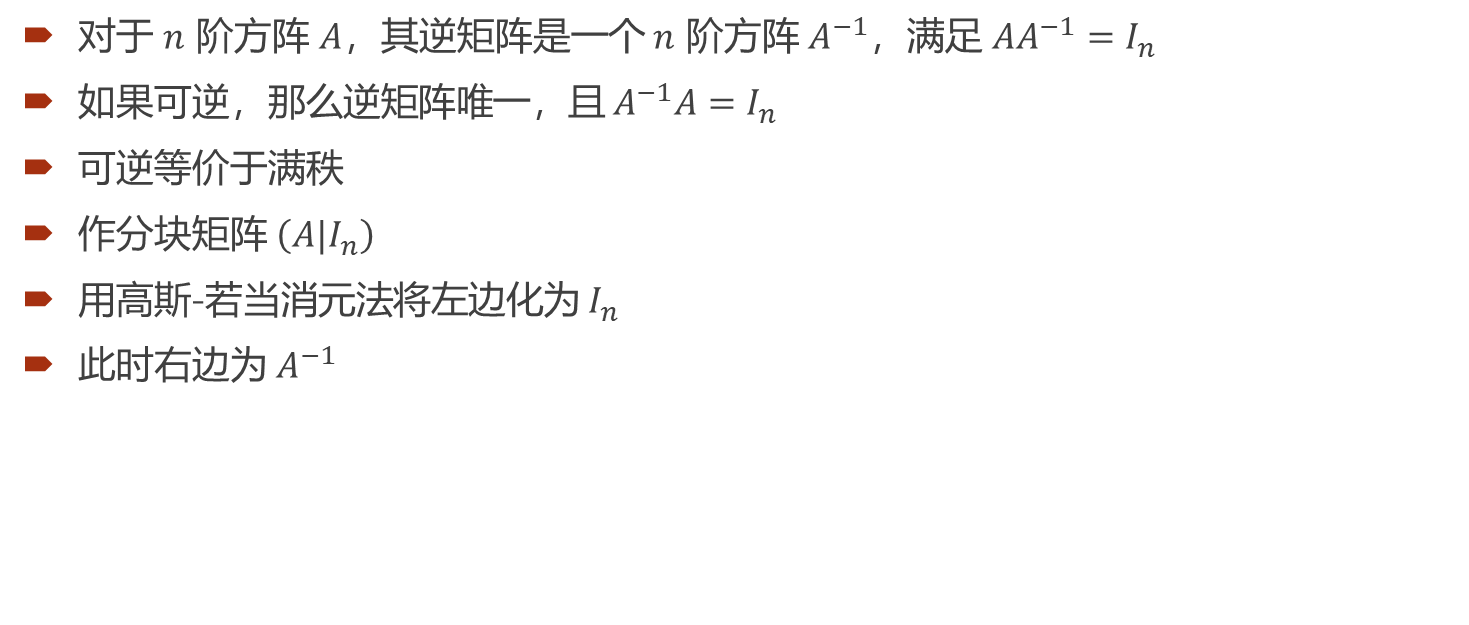 对于 n 阶方阵 A，其逆矩阵是一个 n 阶方阵 A⁻¹，满足 AA⁻¹ = Iₙ
如果可逆，那么逆矩阵唯一，且 A⁻¹A = Iₙ
可逆等价于满秩
作分块矩阵 (A|Iₙ)
用高斯-若当消元法将左边化为 Iₙ
此时右边为 A⁻¹